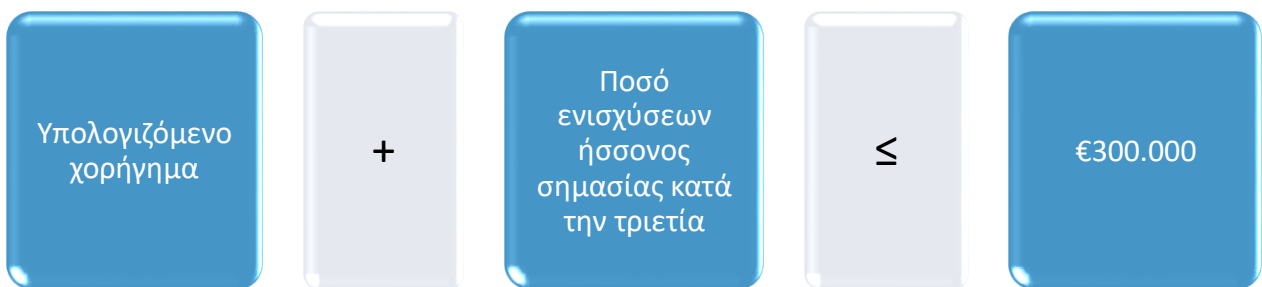 Υπολογιζόμενο
χορήγημα
+
Ποσό
ενισχύσεων
ήσσονος
σημασίας κατά
την τριετία
≤
€300.000